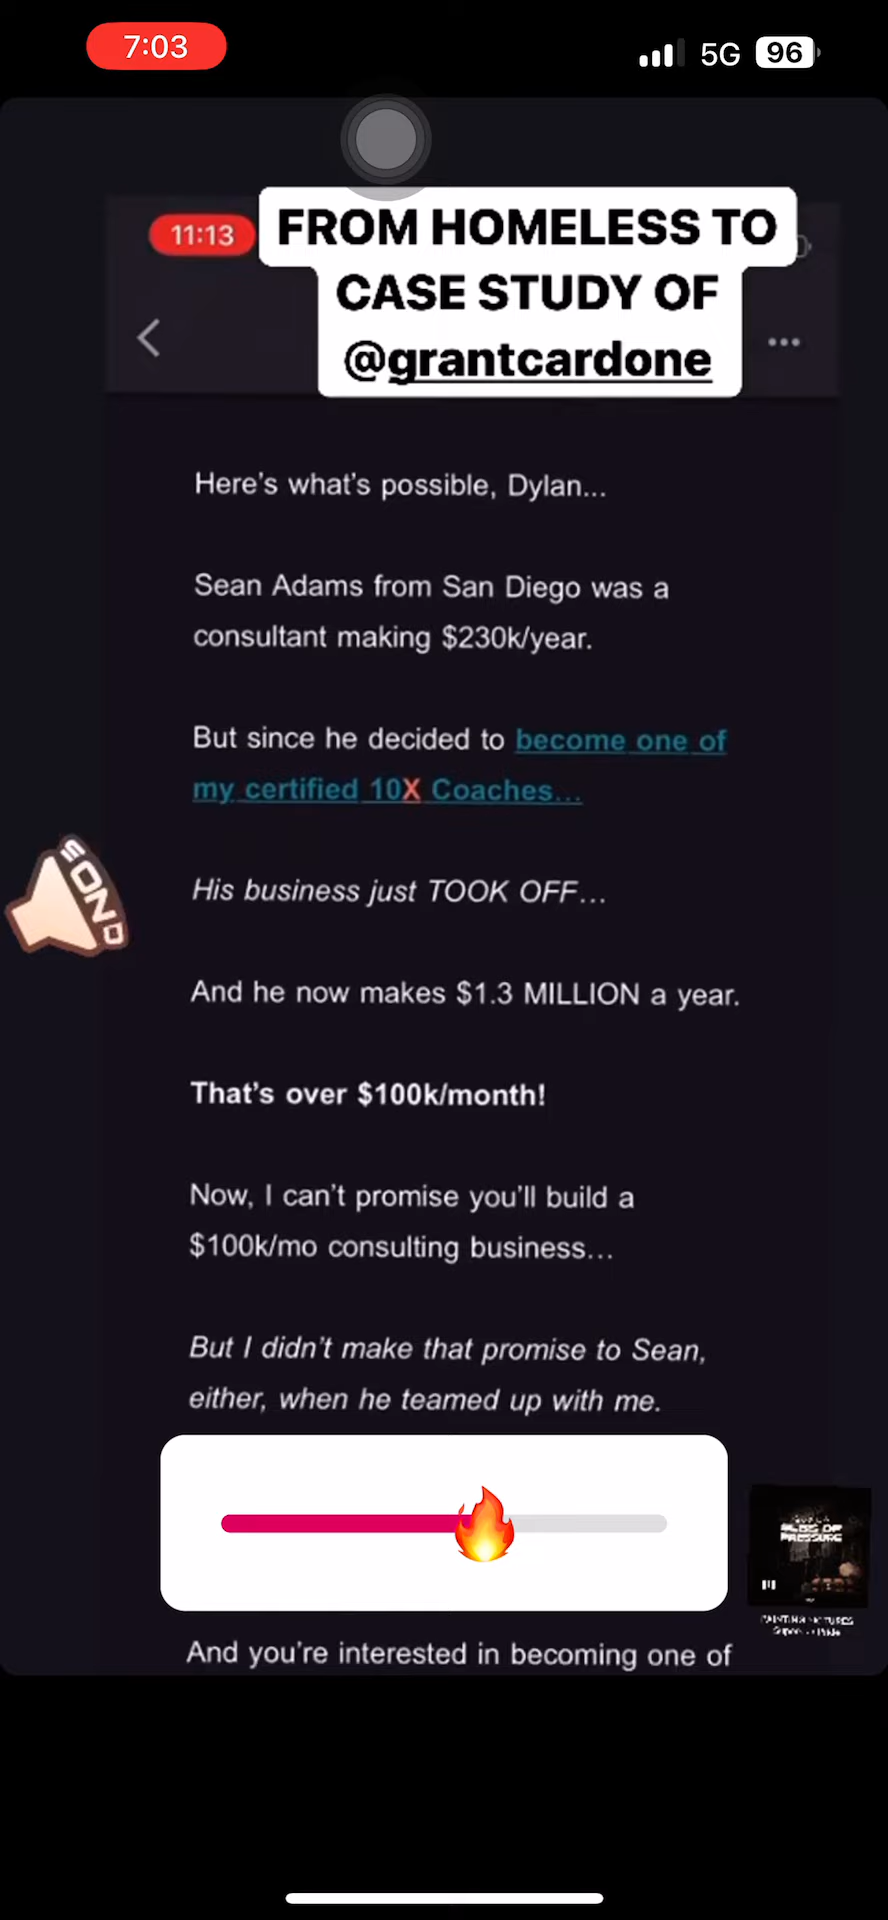 7:03
5G 96
11:13
FROM HOMELESS TO
CASE STUDY OF
@grantcardone
Here's what's possible, Dylan...
Sean Adams from San Diego was a
consultant making $230k/year.
But since he decided to become one of
my certified 10X Coaches...
His business just TOOK OFF...
SOUND
ON
And he now makes $1.3 MILLION a year.
That's over $100k/month!
Now, I can't promise you'll build a
$100k/mo consulting business...
But I didn't make that promise to Sean,
either, when he teamed up with me.
PRESSURE
PAINTING PICTURES
And you're interested in becoming one of